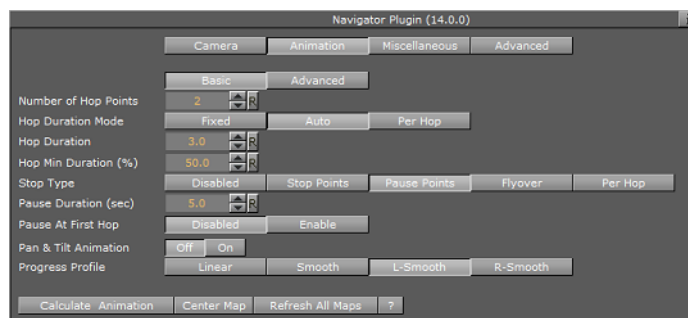 Navigator Plugin (14.0.0)
Camera Animation Miscellaneous Advanced
Basic Advanced
Number of Hop Points 2 R
Hop Duration Mode Fixed Auto Per Hop
Hop Duration 3.0 R
Hop Min Duration (%) 50.0 R
Stop Type Disabled Stop Points Pause Points Flyover Per Hop
Pause Duration (sec) 5.0 R
Pause At First Hop Disabled Enable
Pan & Tilt Animation Off On
Progress Profile Linear Smooth L-Smooth R-Smooth
Calculate Animation Center Map Refresh All Maps ?